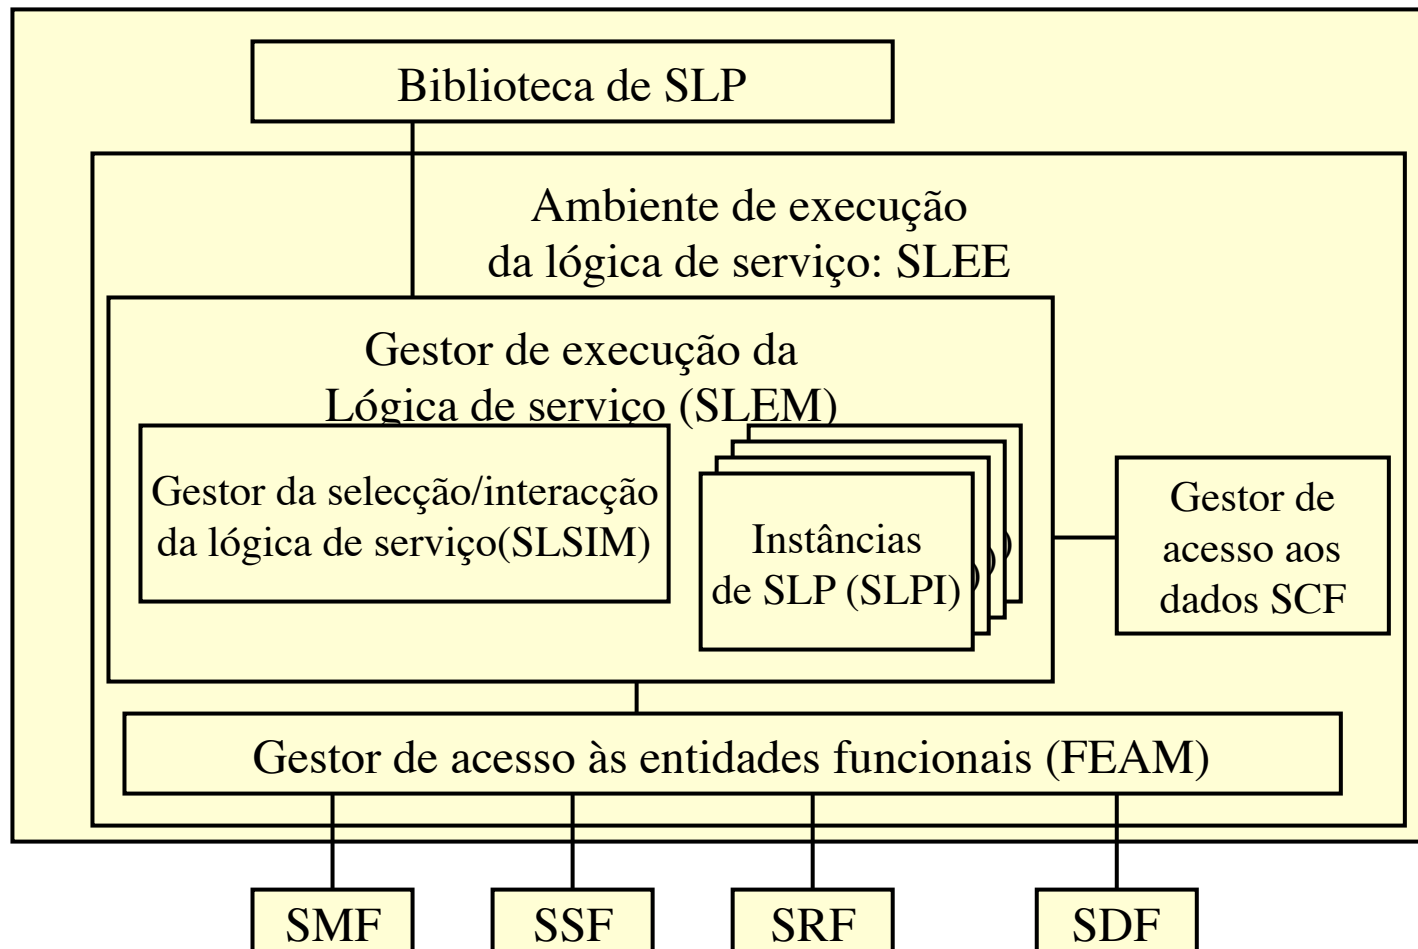 Biblioteca de SLP
Ambiente de execução
da lógica de serviço: SLEE
Gestor de execução da
Lógica de serviço (SLEM)
Gestor da selecção/interacção
da lógica de serviço(SLSIM)
Instâncias
de SLP (SLPI)
)
)
)
Gestor de
acesso aos
dados SCF
Gestor de acesso às entidades funcionais (FEAM)
SMF
SSF
SRF
SDF